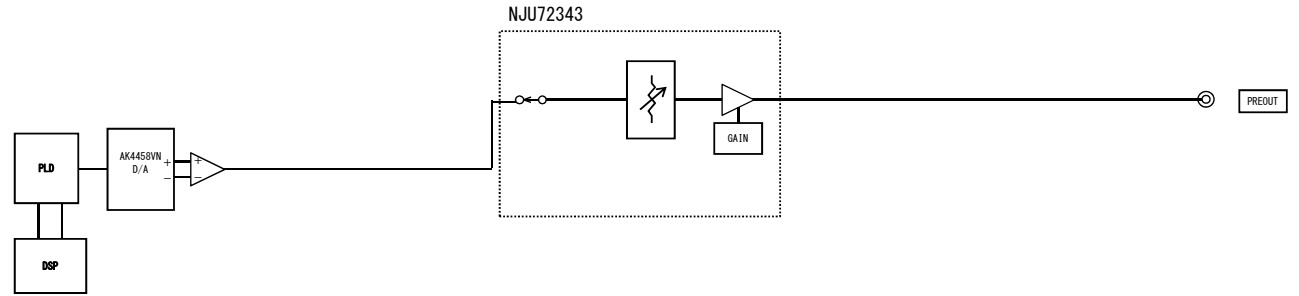 NJU72343
PREOUT
GAIN
AK4458VN
D/A
+
−
+
−
PLD
DSP